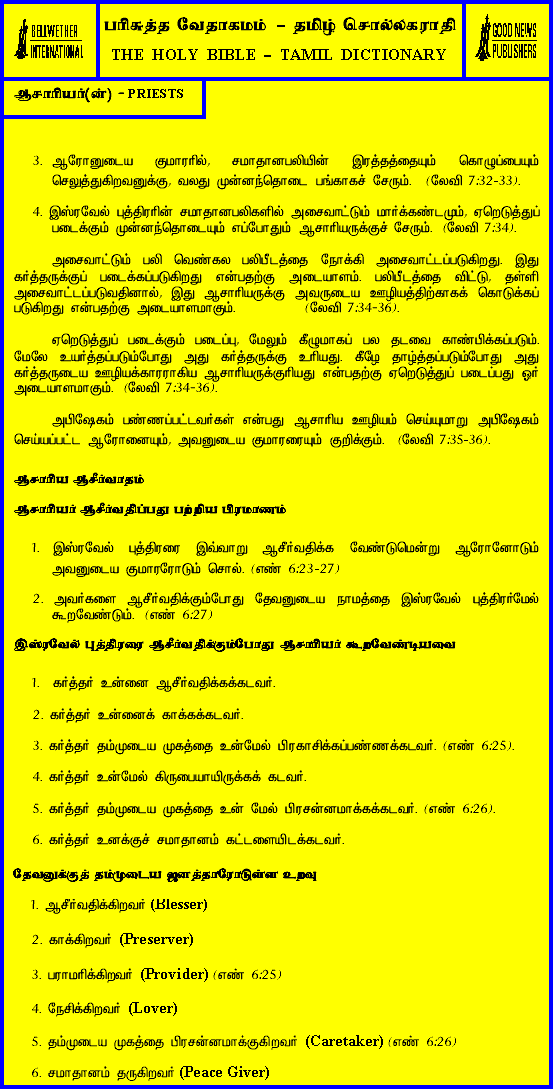 BELLWETHER
INTERNATIONAL
பரிசுத்த வேதாகமம் – தமிழ் சொல்லகராதி
THE HOLY BIBLE – TAMIL DICTIONARY
GOOD NEWS
PUBLISHERS
ஆசாரியர்(ன்) – PRIESTS
3. ஆரோனுடைய குமாரரில், சமாதானபலியின் இரத்தத்தையும் கொழுப்பையும்
செலுத்துகிறவனுக்கு, வலது முன்னந்தொடை பங்காகச் சேரும். (லேவி 7:32-33).
4. இஸ்ரவேல் புத்திரரின் சமாதானபலிகளில் அசைவாட்டும் மார்க்கண்டமும், ஏறெடுத்துப்
படைக்கும் முன்னந்தொடையும் எப்போதும் ஆசாரியருக்குச் சேரும். (லேவி 7:34).
அசைவாட்டும் பலி வெண்கல பலிபீடத்தை நோக்கி அசைவாட்டப்படுகிறது. இது
கர்த்தருக்குப் படைக்கப்படுகிறது என்பதற்கு அடையாளம். பலிபீடத்தை விட்டு, தள்ளி
அசைவாட்டப்படுவதினால், இது ஆசாரியருக்கு அவருடைய ஊழியத்திற்காகக் கொடுக்கப்
படுகிறது என்பதற்கு அடையாளமாகும். (லேவி 7:34-36).
ஏறெடுத்துப் படைக்கும் படைப்பு, மேலும் கீழுமாகப் பல தடவை காண்பிக்கப்படும்.
மேலே உயர்த்தப்படும்போது அது கர்த்தருக்கு உரியது. கீழே தாழ்த்தப்படும்போது அது
கர்த்தருடைய ஊழியக்காரராகிய ஆசாரியருக்குரியது என்பதற்கு ஏறெடுத்துப் படைப்பது ஓர்
அடையாளமாகும். (லேவி 7:34-36).
அபிஷேகம் பண்ணப்பட்டவர்கள் என்பது ஆசாரிய ஊழியம் செய்யுமாறு அபிஷேகம்
செய்யப்பட்ட ஆரோனையும், அவனுடைய குமாரரையும் குறிக்கும். (லேவி 7:35-36).
ஆசாரிய ஆசீர்வாதம்
ஆசாரியர் ஆசீர்வதிப்பது பற்றிய பிரமாணம்
1. இஸ்ரவேல் புத்திரரை இவ்வாறு ஆசீர்வதிக்க வேண்டுமென்று ஆரோனோடும்
அவனுடைய குமாரரோடும் சொல். (எண் 6:23-27)
2. அவர்களை ஆசீர்வதிக்கும்போது தேவனுடைய நாமத்தை இஸ்ரவேல் புத்திரர்மேல்
கூறவேண்டும். (எண் 6:27)
இஸ்ரவேல் புத்திரரை ஆசீர்வதிக்கும்போது ஆசாரியர் கூறவேண்டியவை
1. கர்த்தர் உன்னை ஆசீர்வதிக்கக்கடவர்.
2. கர்த்தர் உன்னைக் காக்கக்கடவர்.
3. கர்த்தர் தம்முடைய முகத்தை உன்மேல் பிரகாசிக்கப்பண்ணக்கடவர். (எண் 6:25).
4. கர்த்தர் உன்மேல் கிருபையாயிருக்கக் கடவர்.
5. கர்த்தர் தம்முடைய முகத்தை உன் மேல் பிரசன்னமாக்கக்கடவர். (எண் 6:26).
6. கர்த்தர் உனக்குச் சமாதானம் கட்டளையிடக்கடவர்.
தேவனுக்குத் தம்முடைய ஜனத்தாரோடுள்ள உறவு
1. ஆசீர்வதிக்கிறவர் (Blesser)
2. காக்கிறவர் (Preserver)
3. பராமரிக்கிறவர் (Provider) (எண் 6:25)
4. நேசிக்கிறவர் (Lover)
5. தம்முடைய முகத்தை பிரசன்னமாக்குகிறவர் (Caretaker) (எண் 6:26)
6. சமாதானம் தருகிறவர் (Peace Giver)